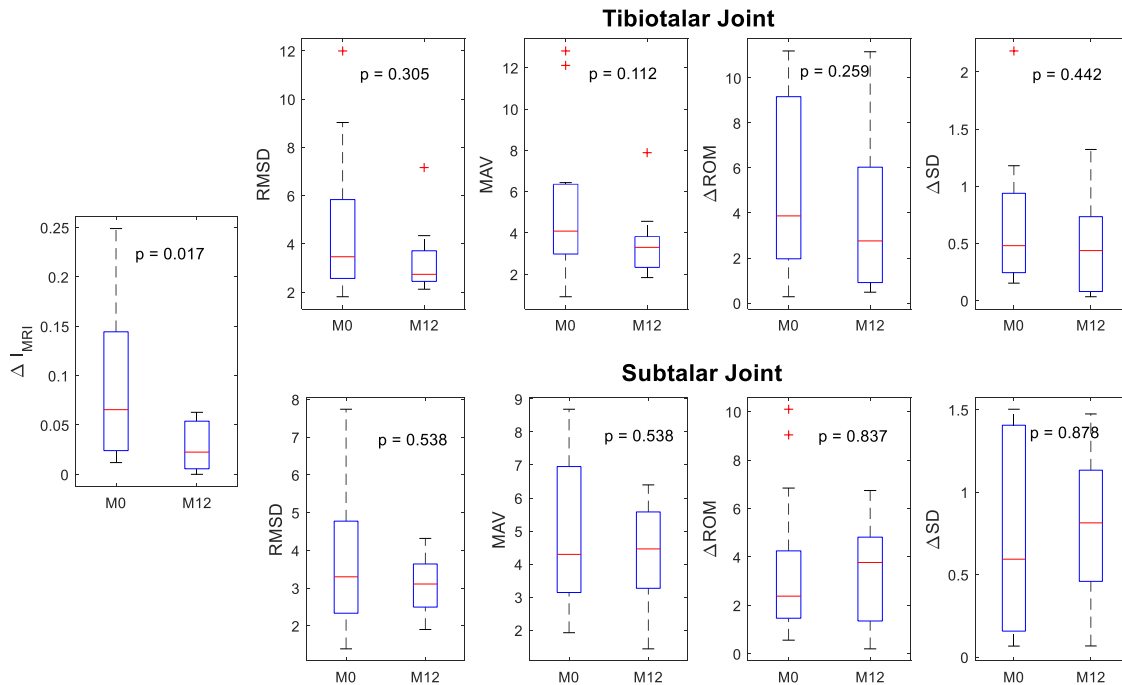 Tibiotalar Joint
RMSD
12
10
8
6
4
2
p = 0.305
M0
M12
MAV
12
10
8
6
4
2
p = 0.112
M0
M12
ΔROM
10
8
6
4
2
0
p = 0.259
M0
M12
ΔSD
2
1.5
1
0.5
0
p = 0.442
M0
M12
Δ I_MRI
0.25
0.2
0.15
0.1
0.05
0
p = 0.017
M0
M12
Subtalar Joint
RMSD
8
7
6
5
4
3
2
p = 0.538
M0
M12
MAV
9
8
7
6
5
4
3
2
p = 0.538
M0
M12
ΔROM
10
8
6
4
2
0
p = 0.837
M0
M12
ΔSD
1.5
1
0.5
0
p = 0.878
M0
M12